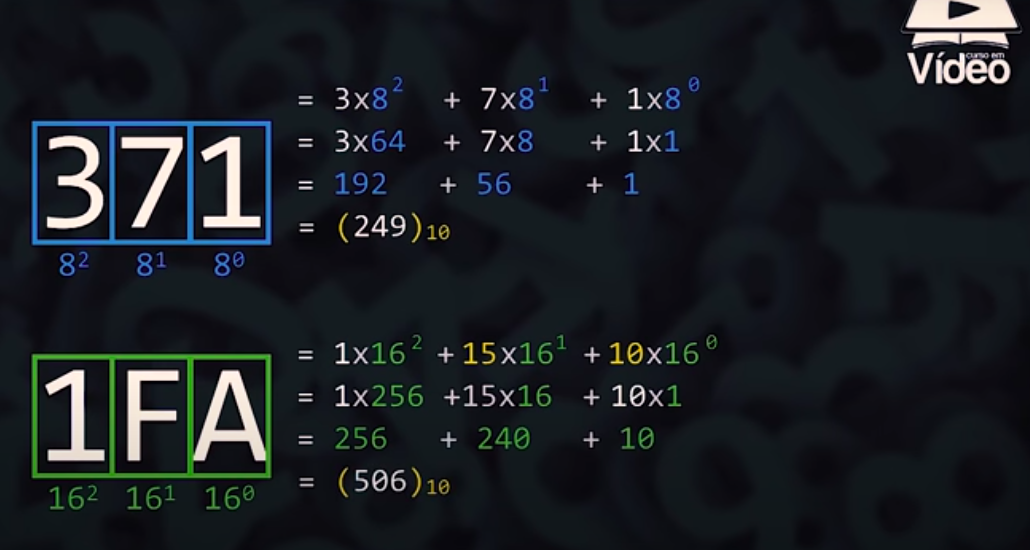 curso em
Vídeo
= 3x8² + 7x8¹ + 1x8⁰
= 3x64 + 7x8 + 1x1
= 192 + 56 + 1
= (249)₁₀
371
8² 8¹ 8⁰
= 1x16² +15x16¹ +10x16⁰
= 1x256 +15x16 + 10x1
= 256 + 240 + 10
= (506)₁₀
1FA
16² 16¹ 16⁰